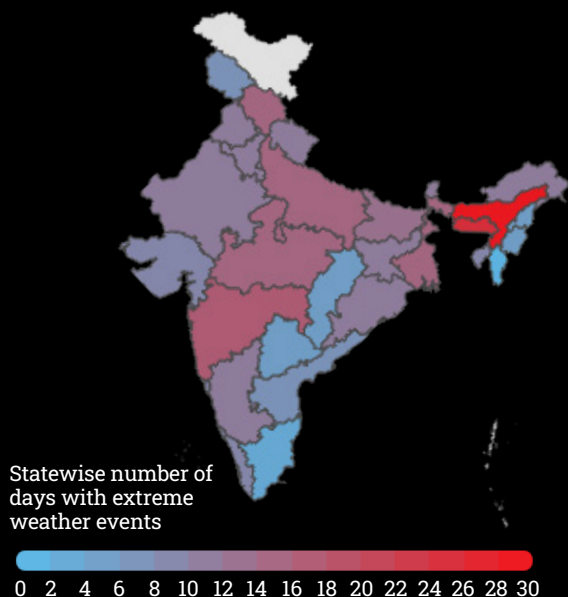 Statewise number of
days with extreme
weather events
0 2 4 6 8 10 12 14 16 18 20 22 24 26 28 30